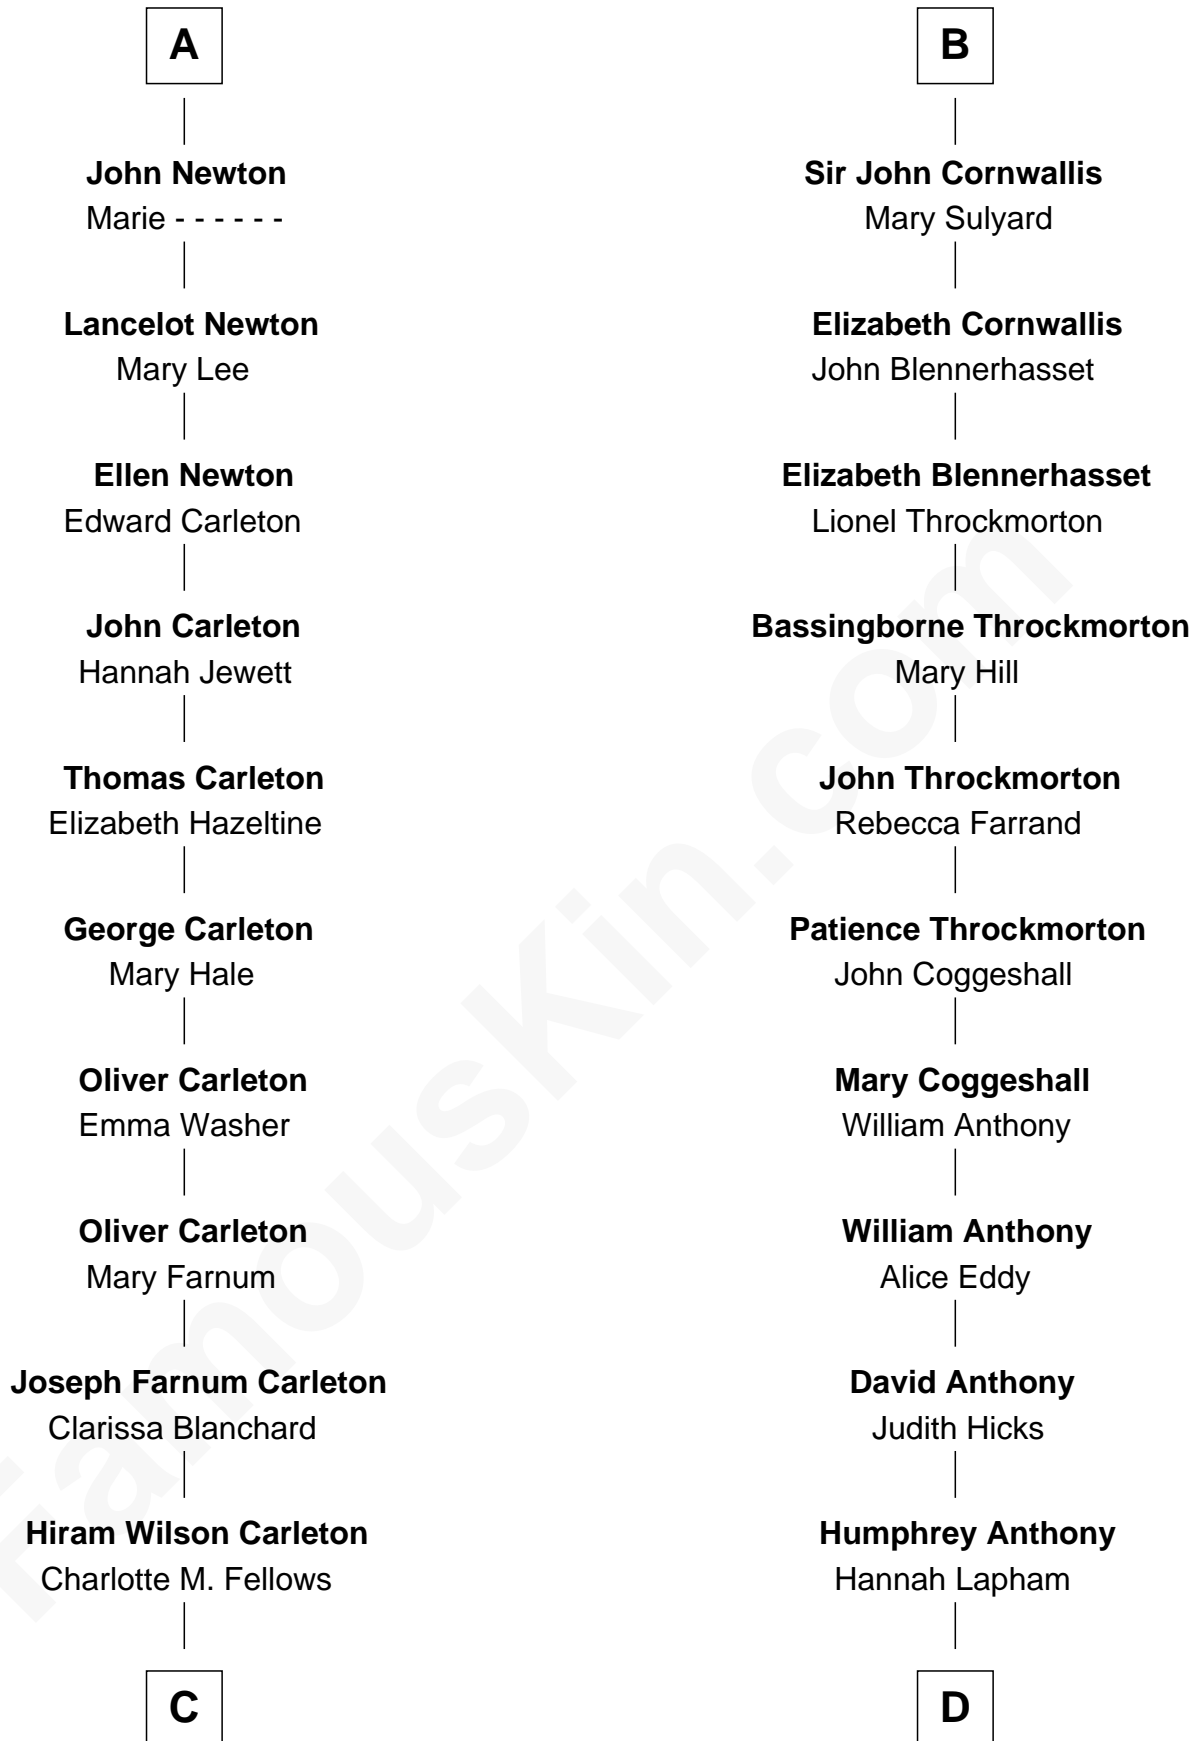 A
John Newton
Marie - - - - - -
Lancelot Newton
Mary Lee
Ellen Newton
Edward Carleton
John Carleton
Hannah Jewett
Thomas Carleton
Elizabeth Hazeltine
George Carleton
Mary Hale
Oliver Carleton
Emma Washer
Oliver Carleton
Mary Farnum
Joseph Farnum Carleton
Clarissa Blanchard
Hiram Wilson Carleton
Charlotte M. Fellows
C
B
Sir John Cornwallis
Mary Sulyard
Elizabeth Cornwallis
John Blennerhasset
Elizabeth Blennerhasset
Lionel Throckmorton
Bassingborne Throckmorton
Mary Hill
John Throckmorton
Rebecca Farrand
Patience Throckmorton
John Coggeshall
Mary Coggeshall
William Anthony
William Anthony
Alice Eddy
David Anthony
Judith Hicks
Humphrey Anthony
Hannah Lapham
D
FamousKin.com